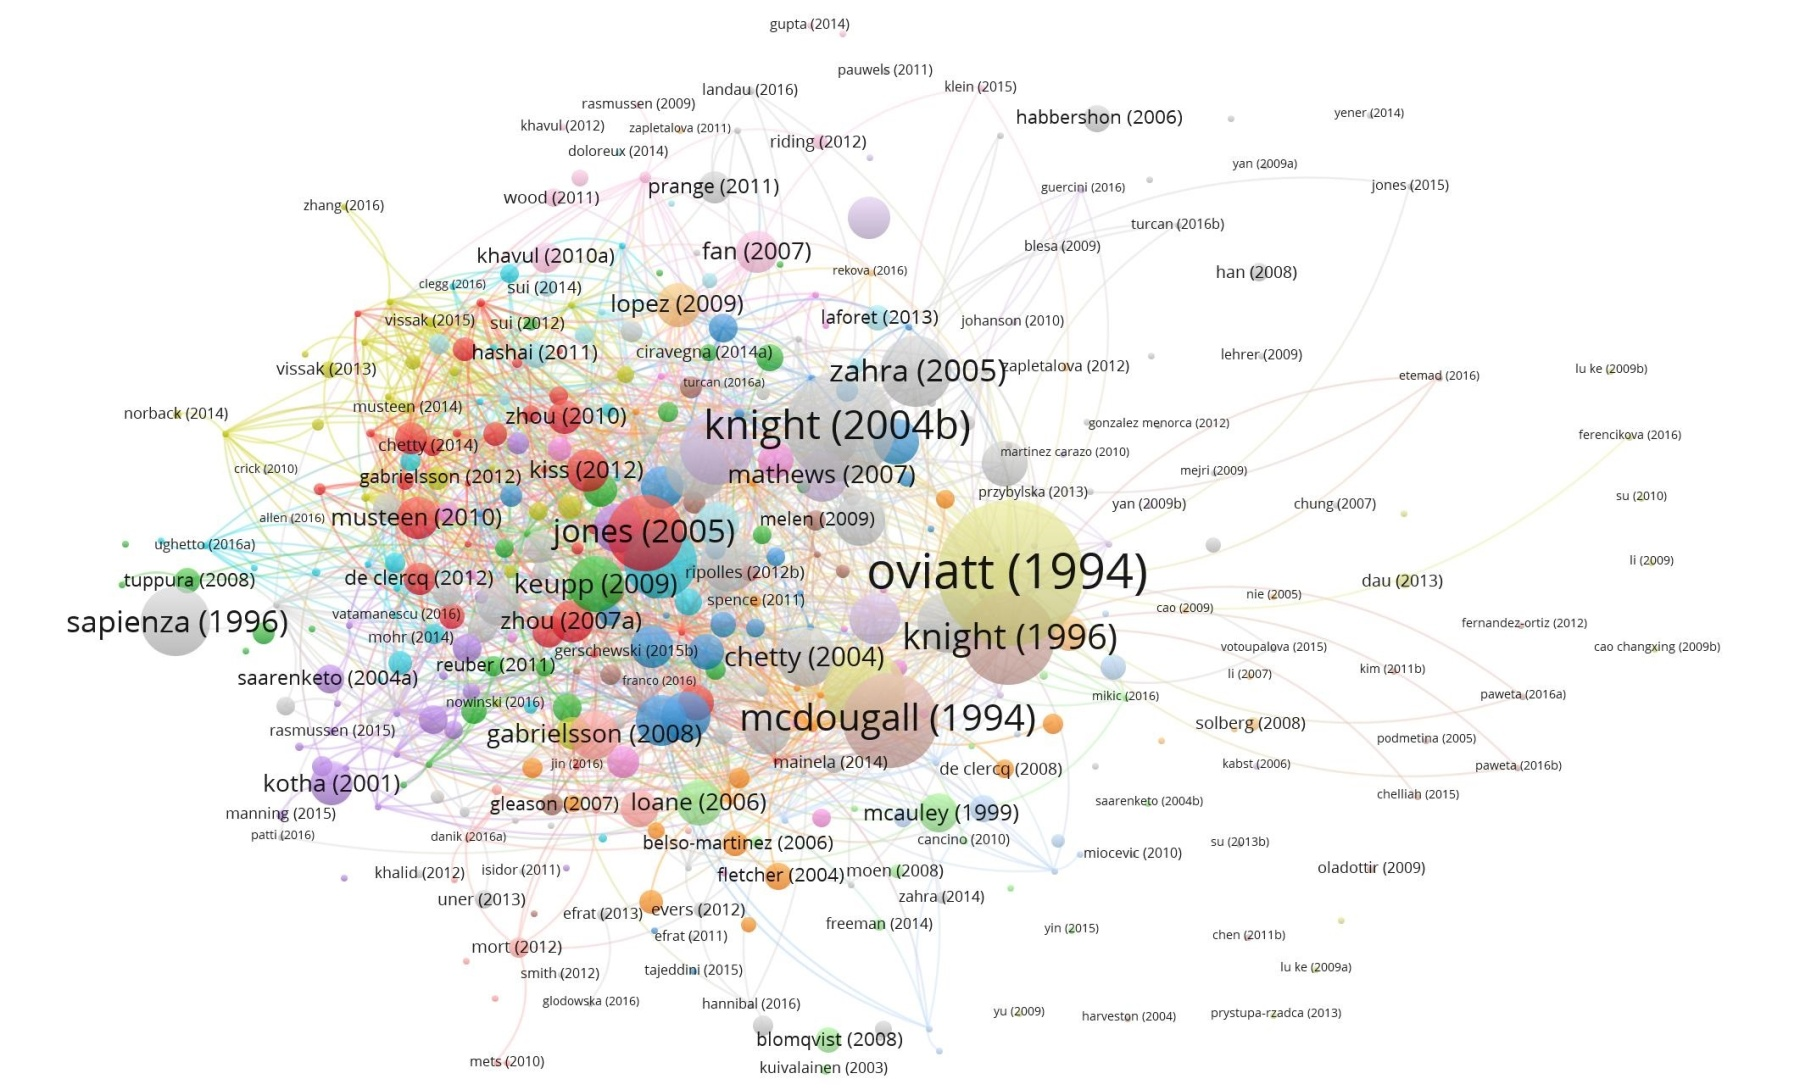 gupta (2014)
pauwels (2011)
klein (2015)
landau (2016)
rasmussen (2009)
habbershon (2006)
yener (2014)
khavul (2012)
zapletalova (2011)
riding (2012)
doloreux (2014)
yan (2009a)
prange (2011)
guercini (2016)
jones (2015)
wood (2011)
zhang (2016)
turcan (2016b)
blesa (2009)
khavul (2010a)
fan (2007)
rekova (2016)
han (2008)
clegg (2016)
sui (2014)
lopez (2009)
vissak (2015)
sui (2012)
laforet (2013)
johanson (2010)
hashai (2011)
ciravegna (2014a)
lehrer (2009)
vissak (2013)
zahra (2005)
zapletalova (2012)
lu ke (2009b)
turcan (2016a)
etemad (2016)
norback (2014)
musteen (2014)
zhou (2010)
knight (2004b)
gonzalez menorca (2012)
ferencikova (2016)
chetty (2014)
martinez carazo (2010)
crick (2010)
gabrielsson (2012)
kiss (2012)
mathews (2007)
mejri (2009)
przybylska (2013)
su (2010)
yan (2009b)
chung (2007)
allen (2016)
musteen (2010)
jones (2005)
melen (2009)
ughetto (2016a)
li (2009)
tuppura (2008)
de clercq (2012)
keupp (2009)
ripolles (2012b)
oviatt (1994)
dau (2013)
spence (2011)
nie (2005)
cao (2009)
sapienza (1996)
vatamanescu (2016)
zhou (2007a)
fernandez-ortiz (2012)
mohr (2014)
knight (1996)
gerschewski (2015b)
chetty (2004)
votoupalova (2015)
cao changxing (2009b)
reuber (2011)
saarenketo (2004a)
franco (2016)
li (2007)
kim (2011b)
nowinski (2016)
mikic (2016)
paweta (2016a)
rasmussen (2015)
gabrielsson (2008)
mcdougall (1994)
solberg (2008)
podmetina (2005)
jin (2016)
mainela (2014)
de clercq (2008)
kabst (2006)
paweta (2016b)
kotha (2001)
gleason (2007)
loane (2006)
saarenketo (2004b)
chelliah (2015)
manning (2015)
mcauley (1999)
patti (2016)
danik (2016a)
belso-martinez (2006)
cancino (2010)
su (2013b)
miocevic (2010)
khalid (2012)
isidor (2011)
fletcher (2004)
moen (2008)
oladottir (2009)
uner (2013)
efrat (2013)
evers (2012)
zahra (2014)
freeman (2014)
yin (2015)
efrat (2011)
chen (2011b)
mort (2012)
smith (2012)
tajeddini (2015)
lu ke (2009a)
glodowska (2016)
hannibal (2016)
yu (2009)
harveston (2004)
prystupa-rzadca (2013)
blomqvist (2008)
mets (2010)
kuivalainen (2003)